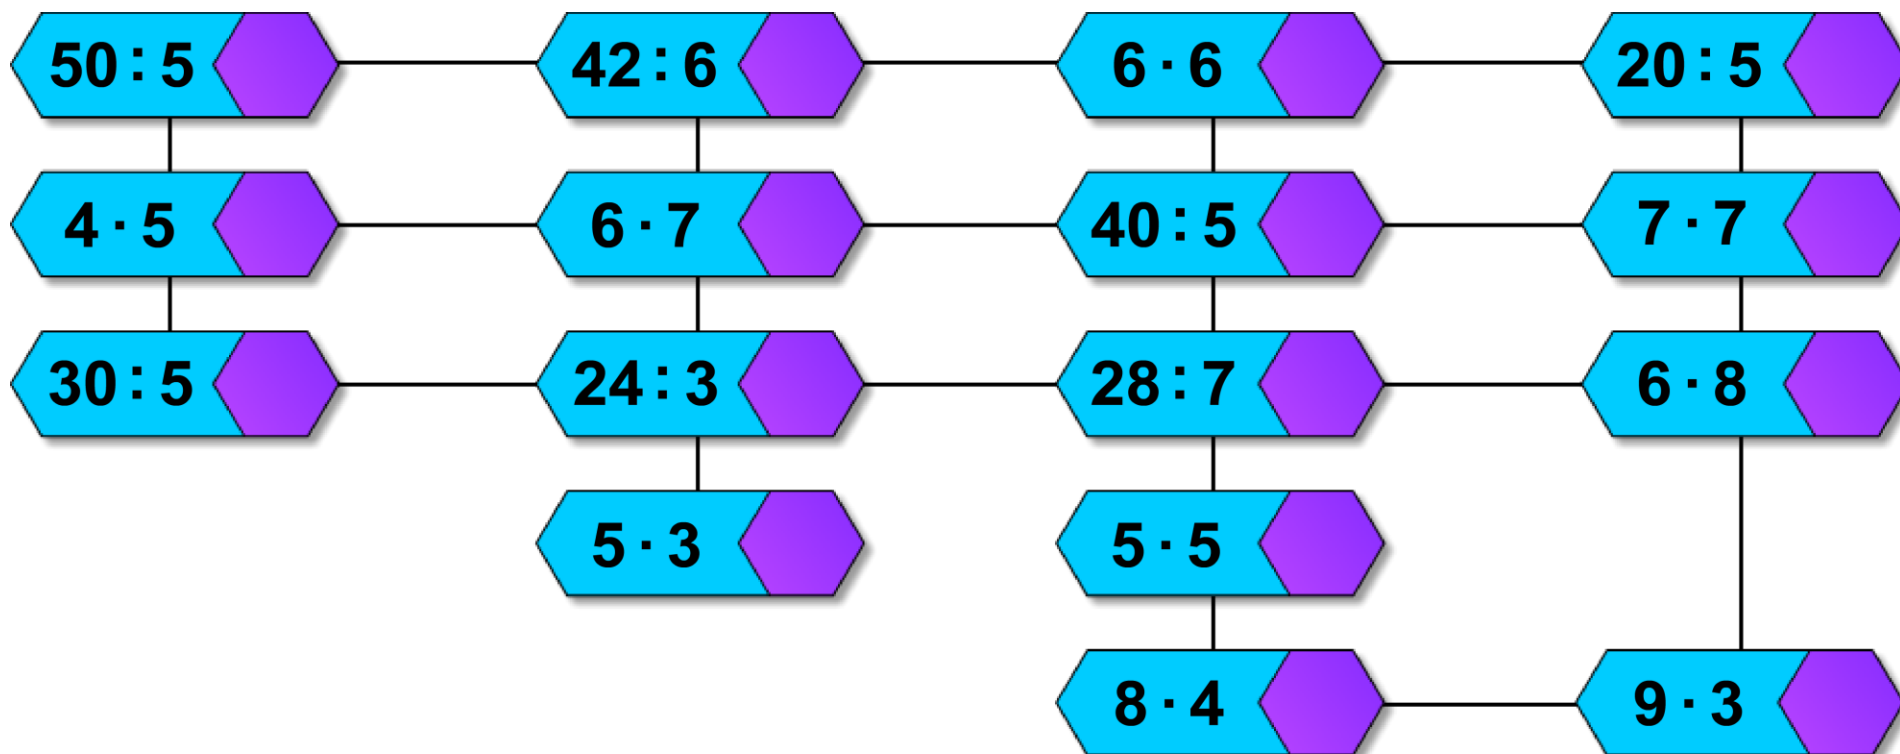 50 : 5 42 : 6 6 · 6 20 : 5
4 · 5 6 · 7 40 : 5 7 · 7
30 : 5 24 : 3 28 : 7 6 · 8
5 · 3 5 · 5
8 · 4 9 · 3